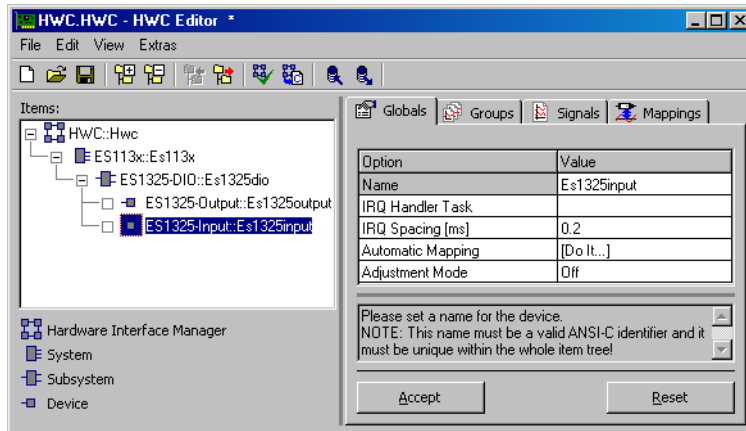 HWC.HWC - HWC Editor *
File Edit View Extras
Items:
HWC::Hwc
ES113x::Es113x
ES1325-DIO::Es1325dio
ES1325-Output::Es1325output
ES1325-Input::Es1325input
Hardware Interface Manager
System
Subsystem
Device
Globals Groups Signals Mappings
Option Value
Name Es1325input
IRQ Handler Task
IRQ Spacing [ms] 0.2
Automatic Mapping [Do It...]
Adjustment Mode Off
Please set a name for the device.
NOTE: This name must be a valid ANSI-C identifier and it
must be unique within the whole item tree!
Accept Reset